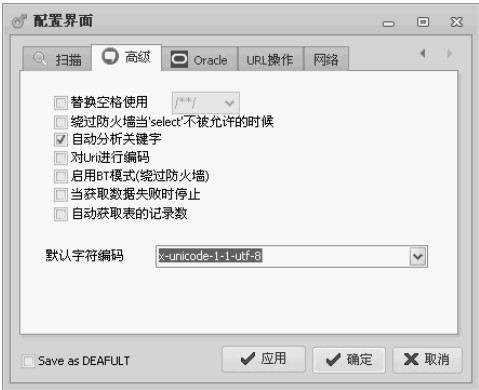 配置界面
扫描 高级 Oracle URL操作 网络
替换空格使用 /**/
绕过防火墙当'select'不被允许的时候
自动分析关键字
对Uri进行编码
启用BT模式(绕过防火墙)
当获取数据失败时停止
自动获取表的记录数
默认字符编码 x-unicode-1-1-utf-8
Save as DEAFULT 应用 确定 取消